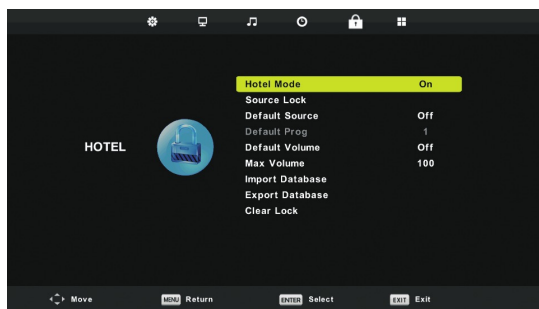 Hotel Mode On
Source Lock
Default Source Off
Default Prog 1
HOTEL
Default Volume Off
Max Volume 100
Import Database
Export Database
Clear Lock
Move MENU Return ENTER Select EXIT Exit